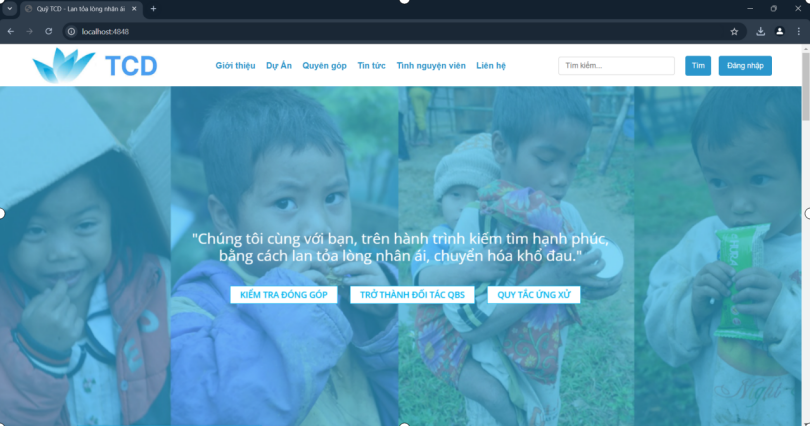 Quỹ TCD - Lan tỏa lòng nhân ái
localhost:4848
TCD
Giới thiệu Dự Án Quyên góp Tin tức Tình nguyện viên Liên hệ
Tìm kiếm...
Tìm
Đăng nhập
"Chúng tôi cùng với bạn, trên hành trình kiếm tìm hạnh phúc,
bằng cách lan tỏa lòng nhân ái, chuyển hóa khổ đau."
KIỂM TRA ĐÓNG GÓP
TRỞ THÀNH ĐỐI TÁC QBS
QUY TẮC ỨNG XỬ
Night